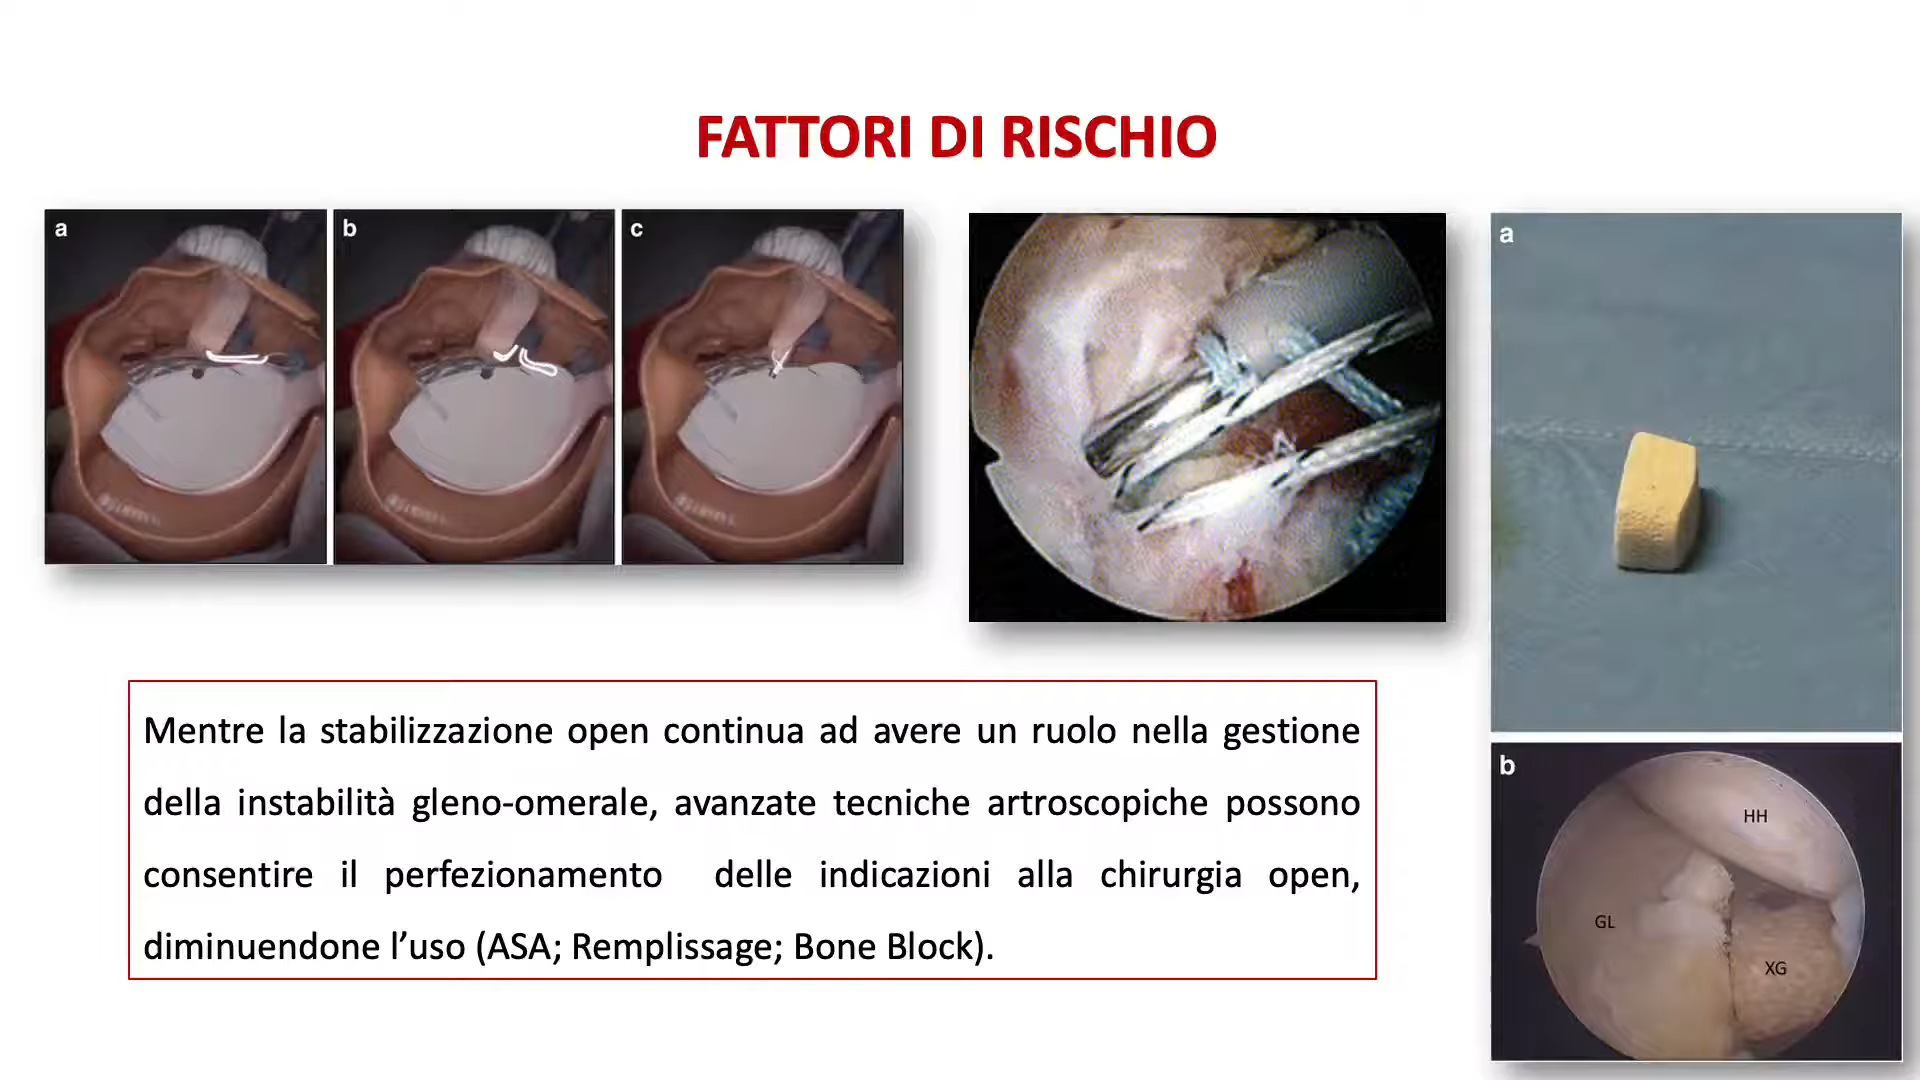 FATTORI DI RISCHIO
a
b
c
a
Mentre la stabilizzazione open continua ad avere un ruolo nella gestione
della instabilità gleno-omerale, avanzate tecniche artroscopiche possono
consentire il perfezionamento delle indicazioni alla chirurgia open,
diminuendone l’uso (ASA; Remplissage; Bone Block).
b
HH
GL
XG